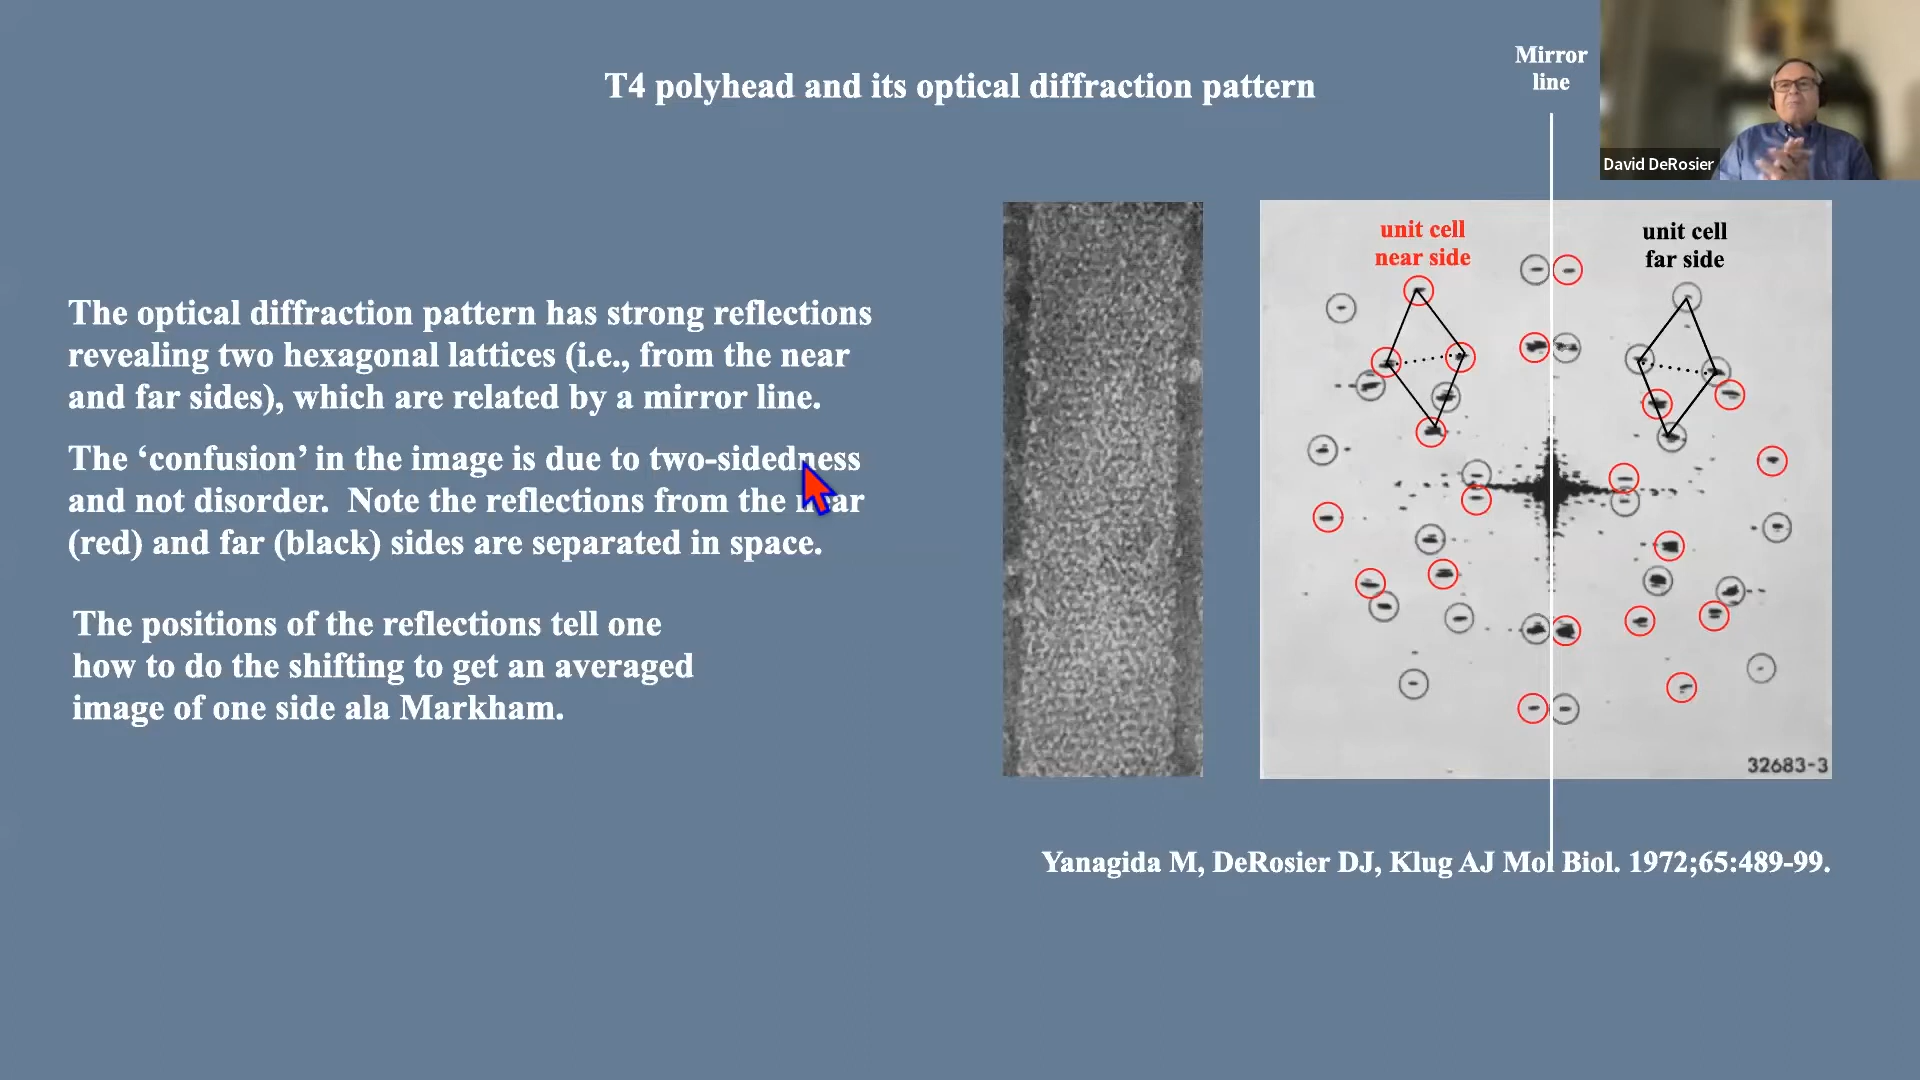 T4 polyhead and its optical diffraction pattern
Mirror
line
David DeRosier
The optical diffraction pattern has strong reflections
revealing two hexagonal lattices (i.e., from the near
and far sides), which are related by a mirror line.
The ‘confusion’ in the image is due to two-sidedness
and not disorder.  Note the reflections from the near
(red) and far (black) sides are separated in space.
The positions of the reflections tell one
how to do the shifting to get an averaged
image of one side ala Markham.
unit cell
near side
unit cell
far side
32683-3
Yanagida M, DeRosier DJ, Klug AJ Mol Biol. 1972;65:489-99.